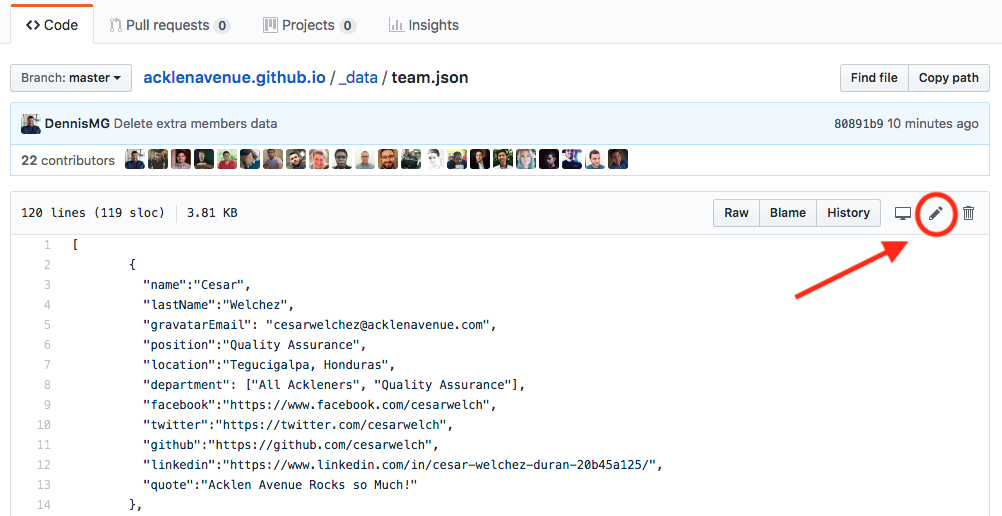 Code Pull requests 0 Projects 0 Insights
Branch: master acklenavenue.github.io / _data / team.json Find file Copy path
DennisMG Delete extra members data 80891b9 10 minutes ago
22 contributors
120 lines (119 sloc) 3.81 KB Raw Blame History
1 [
2 {
3 "name":"Cesar",
4 "lastName":"Welchez",
5 "gravatarEmail": "cesarwelchez@acklenavenue.com",
6 "position":"Quality Assurance",
7 "location":"Tegucigalpa, Honduras",
8 "department": ["All Ackleners", "Quality Assurance"],
9 "facebook":"https://www.facebook.com/cesarwelch",
10 "twitter":"https://twitter.com/cesarwelch",
11 "github":"https://github.com/cesarwelch",
12 "linkedin":"https://www.linkedin.com/in/cesar-welchez-duran-20b45a125/",
13 "quote":"Acklen Avenue Rocks so Much!"
14 },